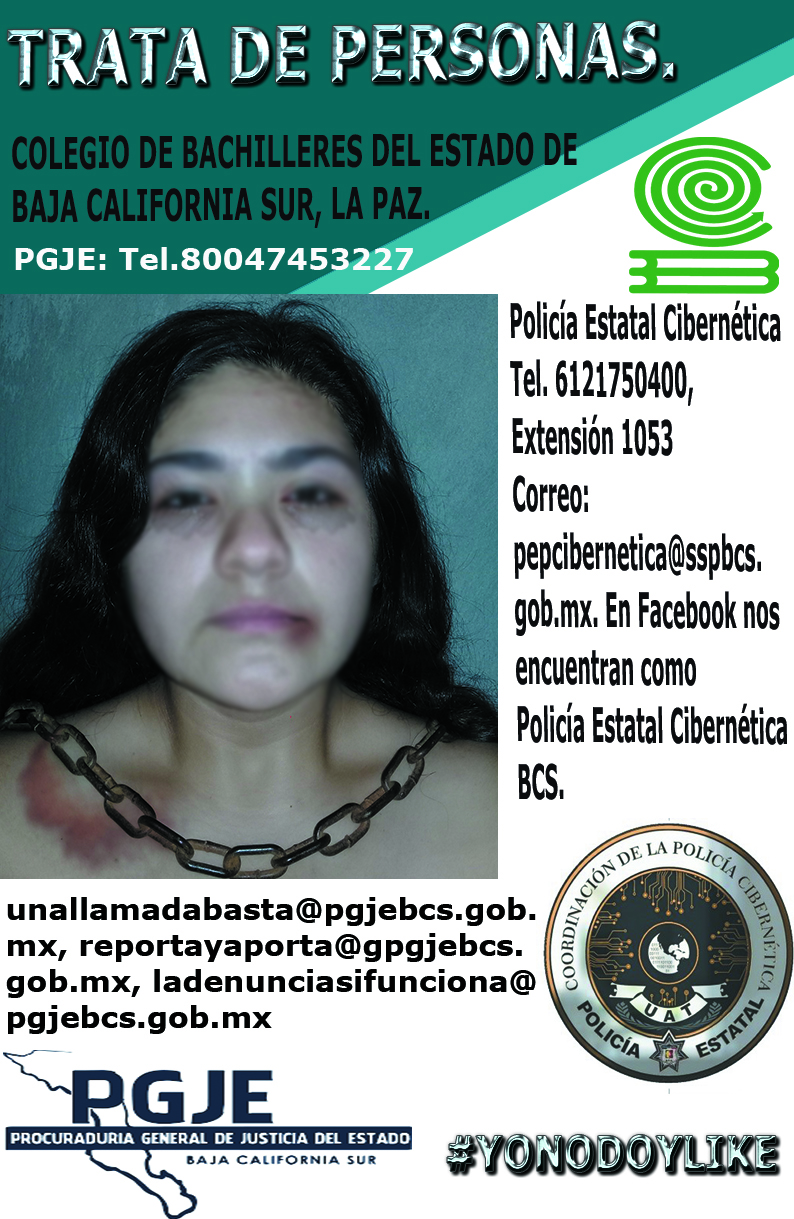 TRATA DE PERSONAS.
COLEGIO DE BACHILLERES DEL ESTADO DE
BAJA CALIFORNIA SUR, LA PAZ.
PGJE: Tel.80047453227
Policía Estatal Cibernética
Tel. 6121750400,
Extensión 1053
Correo:
pepcibernetica@sspbcs.
gob.mx. En Facebook nos
encuentran como
Policía Estatal Cibernética
BCS.
unallamadabasta@pgjebcs.gob.
mx, reportayaporta@gpgjebcs.
gob.mx, ladenunciasifunciona@
pgjebcs.gob.mx
COORDINACIÓN DE LA POLICÍA CIBERNÉTICA
UAT
POLICÍA ESTATAL
PGJE
PROCURADURIA GENERAL DE JUSTICIA DEL ESTADO
BAJA CALIFORNIA SUR
#YONODOYLIKE